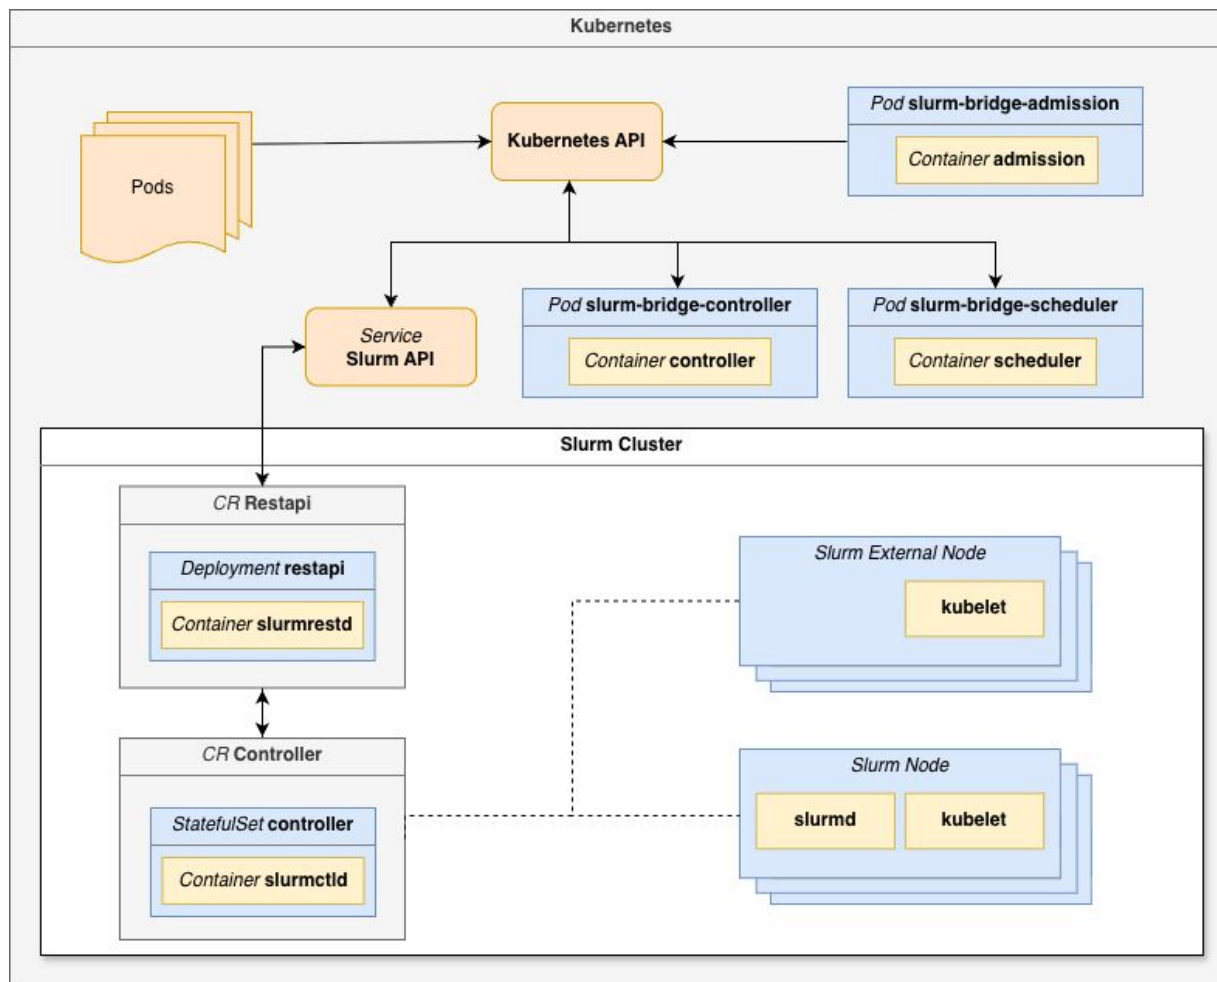 Kubernetes
Pods
Kubernetes API
Pod slurm-bridge-admission
Container admission
Service
Slurm API
Pod slurm-bridge-controller
Container controller
Pod slurm-bridge-scheduler
Container scheduler
Slurm Cluster
CR Restapi
Deployment restapi
Container slurmrestd
Slurm External Node
kubelet
CR Controller
StatefulSet controller
Container slurmctld
Slurm Node
slurmd
kubelet